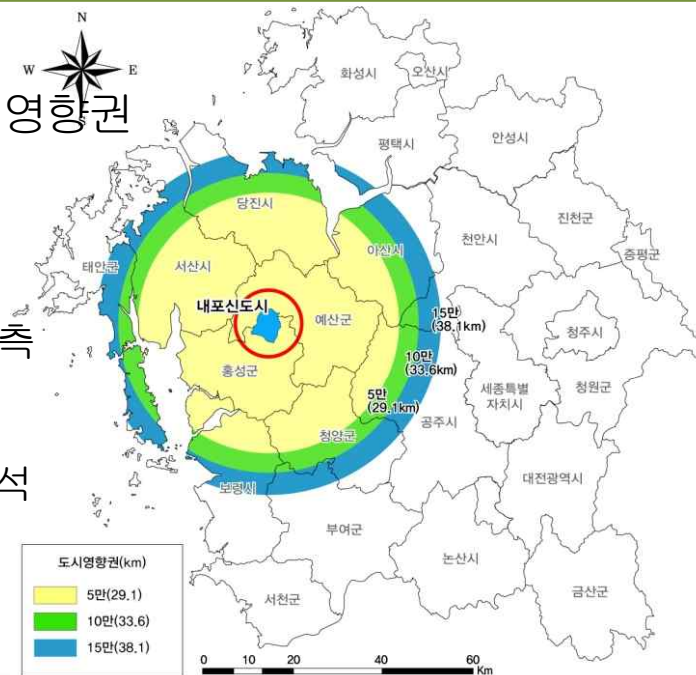 N
W E
S
영향권
화성시
오산시
평택시
안성시
당진시
아산시
천안시
진천군
증평군
태안군
서산시
내포신도시
예산군
15만
(38.1km)
청주시
측
10만
(33.6km)
홍성군
5만
(29.1km)
세종특별
자치시
청원군
공주시
청양군
대전광역시
석
보령시
부여군
논산시
금산군
서천군
도시영향권(km)
5만(29.1)
10만(33.6)
15만(38.1)
0 10 20 40 60
Km